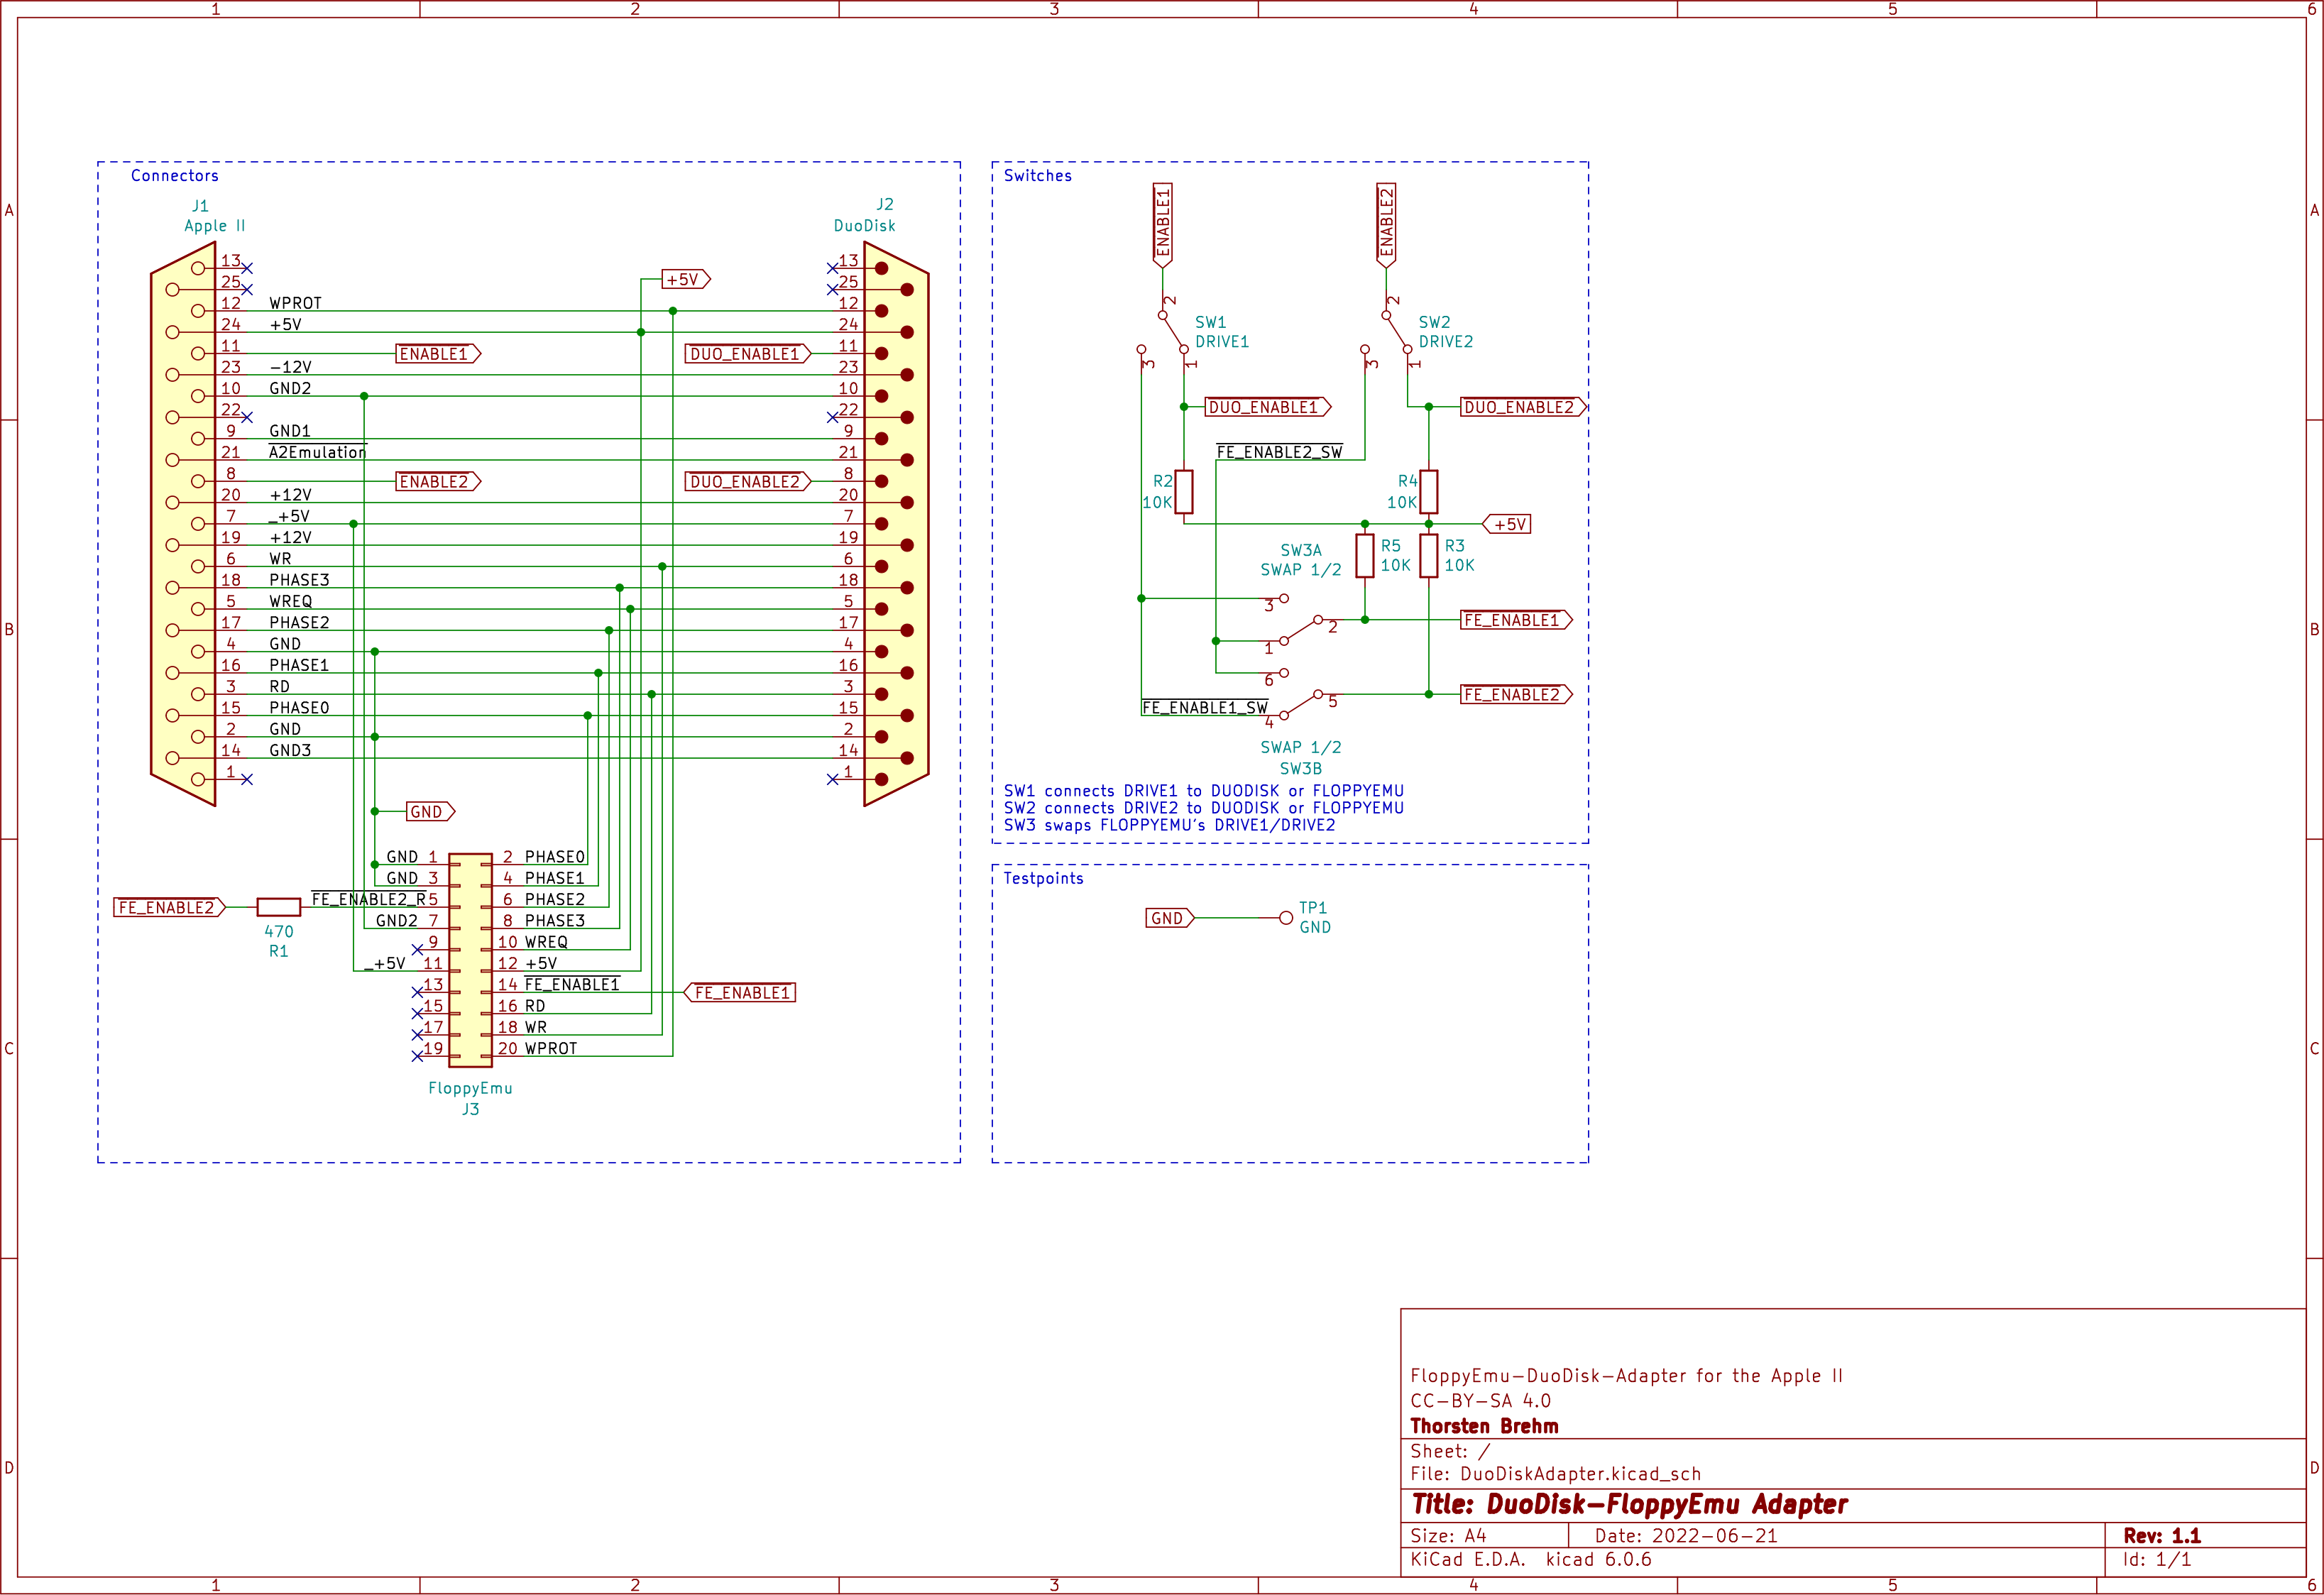 1 2 3 4 5 6
A A
B B
C C
D D
Connectors
J1
Apple II
J2
DuoDisk
13 13
25 25
+5V
12 WPROT 12
24 +5V 24
11 ENABLE1 DUO_ENABLE1 11
23 -12V 23
10 GND2 10
22 22
9 GND1 9
21 A2Emulation 21
8 ENABLE2 DUO_ENABLE2 8
20 +12V 20
7 _+5V 7
19 +12V 19
6 WR 6
18 PHASE3 18
5 WREQ 5
17 PHASE2 17
4 GND 4
16 PHASE1 16
3 RD 3
15 PHASE0 15
2 GND 2
14 GND3 14
1 1
GND
GND 1 2 PHASE0
GND 3 4 PHASE1
FE_ENABLE2 FE_ENABLE2_R 5 6 PHASE2
GND2 7 8 PHASE3
470
R1
9 10 WREQ
_+5V 11 12 +5V
13 14 FE_ENABLE1 FE_ENABLE1
15 16 RD
17 18 WR
19 20 WPROT
FloppyEmu
J3
Switches
ENABLE1
ENABLE2
2
SW1
DRIVE1
3 1
2
SW2
DRIVE2
3 1
DUO_ENABLE1
DUO_ENABLE2
FE_ENABLE2_SW
R2
10K
R4
10K
+5V
SW3A
SWAP 1/2
R5
10K
R3
10K
3
2 FE_ENABLE1
1
6
5 FE_ENABLE2
FE_ENABLE1_SW 4
SWAP 1/2
SW3B
SW1 connects DRIVE1 to DUODISK or FLOPPYEMU
SW2 connects DRIVE2 to DUODISK or FLOPPYEMU
SW3 swaps FLOPPYEMU's DRIVE1/DRIVE2
Testpoints
GND
TP1
GND
FloppyEmu-DuoDisk-Adapter for the Apple II
CC-BY-SA 4.0
Thorsten Brehm
Sheet: /
File: DuoDiskAdapter.kicad_sch
Title: DuoDisk-FloppyEmu Adapter
Size: A4 Date: 2022-06-21 Rev: 1.1
KiCad E.D.A. kicad 6.0.6 Id: 1/1
1 2 3 4 5 6